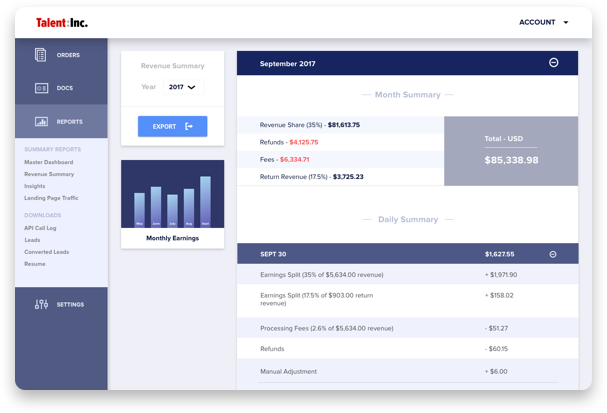 Talent:Inc.
ACCOUNT
ORDERS
DOCS
REPORTS
SUMMARY REPORTS
Master Dashboard
Revenue Summary
Insights
Landing Page Traffic
DOWNLOADS
API Call Log
Leads
Converted Leads
Resume
SETTINGS
Revenue Summary
Year 2017
EXPORT
May June July Aug Sept
Monthly Earnings
September 2017
Month Summary
Revenue Share (35%) - $81,613.75
Refunds - $4,125.75
Fees - $6,334.71
Return Revenue (17.5%) - $3,725.23
Total - USD
$85,338.98
Daily Summary
SEPT 30 $1,627.55
Earnings Split (35% of $5,634.00 revenue) + $1,971.90
Earnings Split (17.5% of $903.00 return + $158.02
revenue)
Processing Fees (2.6% of $5,634.00 revenue) - $51.27
Refunds - $60.15
Manual Adjustment + $6.00